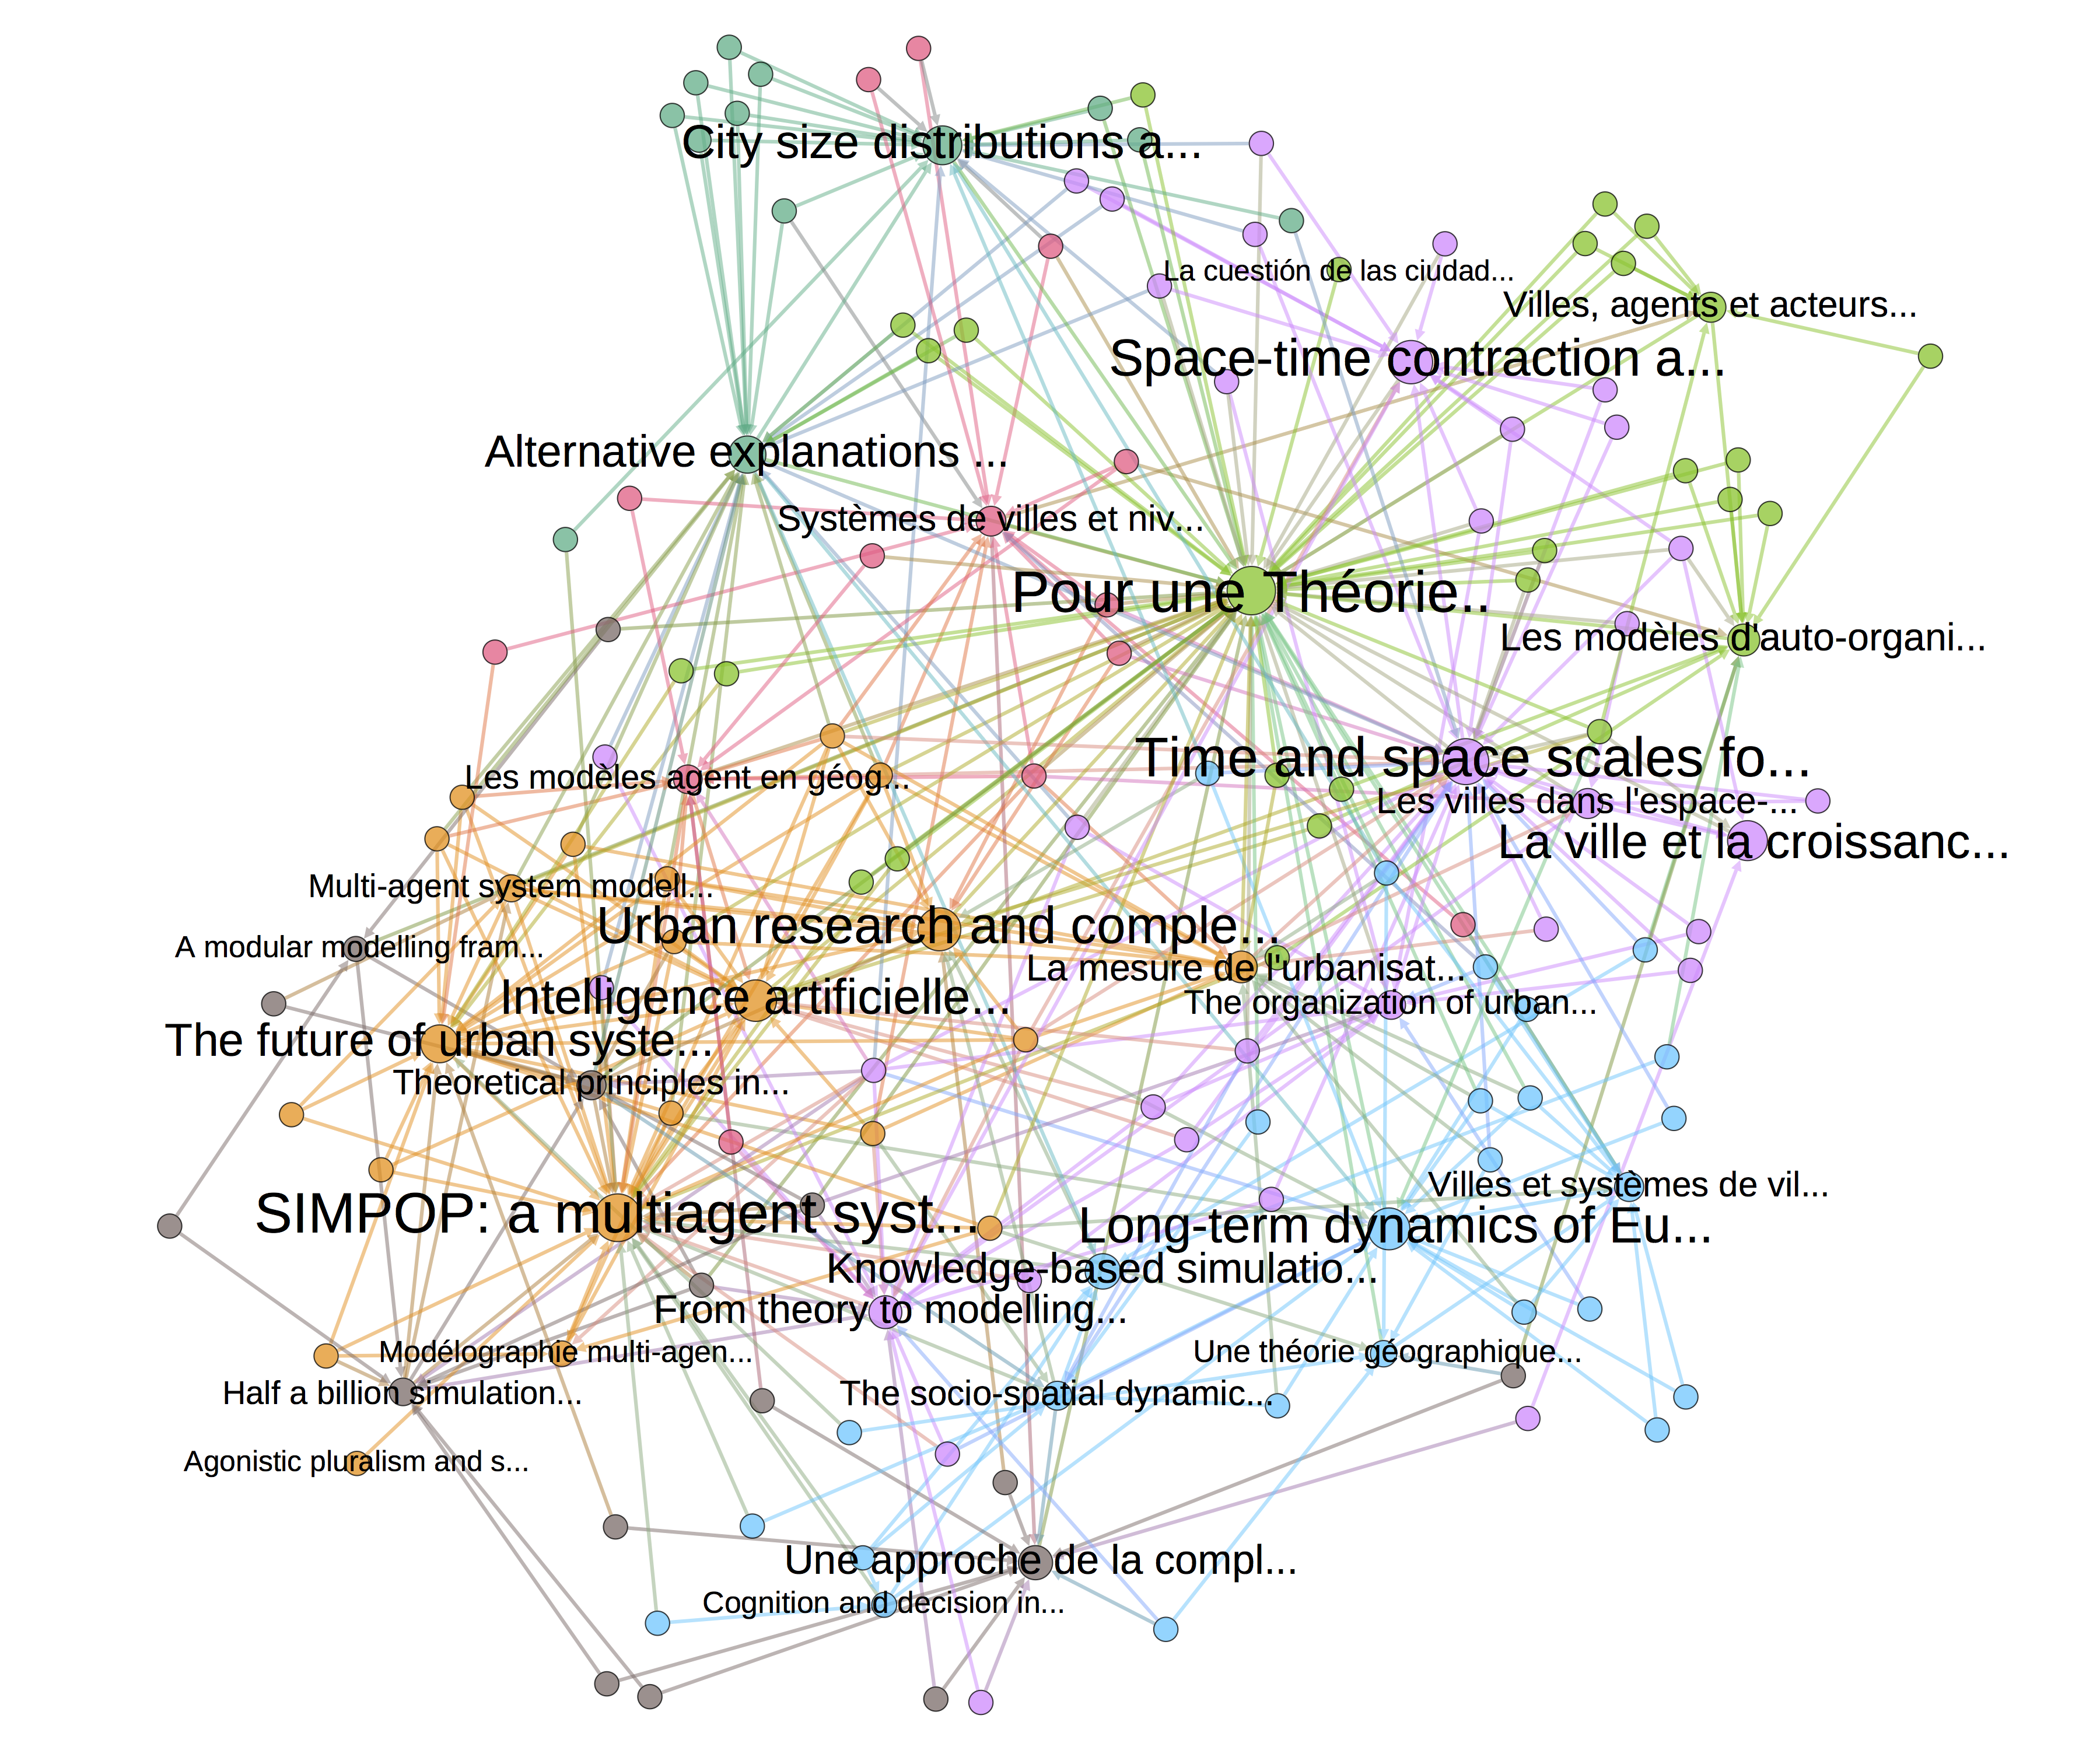 City size distributions a...
La cuestión de las ciudad...
Villes, agents et acteurs...
Space-time contraction a...
Alternative explanations ...
Systèmes de villes et niv...
Pour une Théorie..
Les modèles d'auto-organi...
Time and space scales fo...
Les modèles agent en géog...
Les villes dans l'espace-...
La ville et la croissanc...
Multi-agent system modell...
Urban research and comple...
A modular modelling fram...
La mesure de l'urbanisat...
Intelligence artificielle...
The organization of urban...
The future of urban syste...
Theoretical principles in...
Villes et systèmes de vil...
SIMPOP: a multiagent syst...
Long-term dynamics of Eu...
Knowledge-based simulatio...
From theory to modelling...
Modélographie multi-agen...
Une théorie géographique...
Half a billion simulation...
The socio-spatial dynamic...
Agonistic pluralism and s...
Une approche de la compl...
Cognition and decision in...